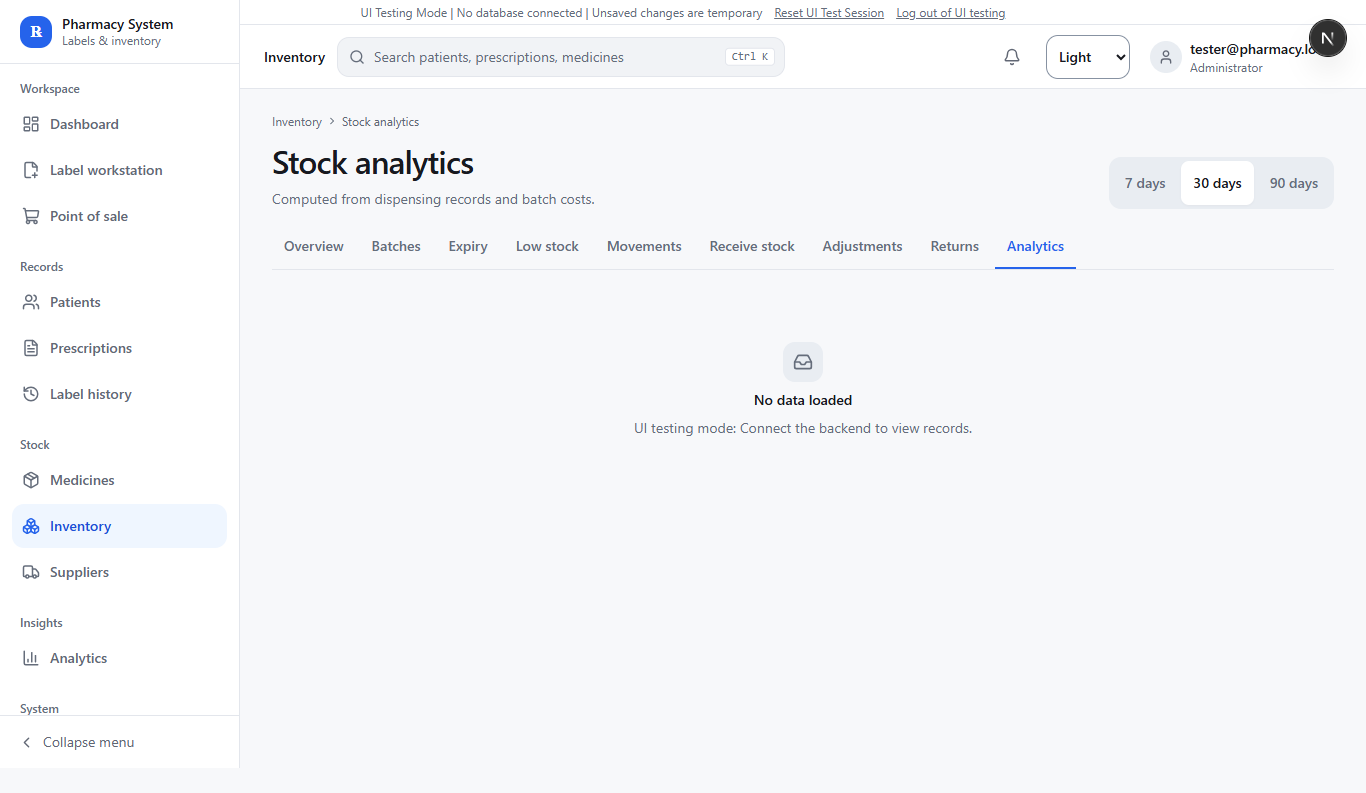 UI Testing Mode | No database connected | Unsaved changes are temporary Reset UI Test Session Log out of UI testing
Pharmacy System
Labels & inventory
Inventory
Search patients, prescriptions, medicines
Ctrl K
Light
tester@pharmacy.lo
Administrator
N
Workspace
Dashboard
Label workstation
Point of sale
Records
Patients
Prescriptions
Label history
Stock
Medicines
Inventory
Suppliers
Insights
Analytics
System
Collapse menu
Inventory > Stock analytics
Stock analytics
Computed from dispensing records and batch costs.
7 days 30 days 90 days
Overview Batches Expiry Low stock Movements Receive stock Adjustments Returns Analytics
No data loaded
UI testing mode: Connect the backend to view records.